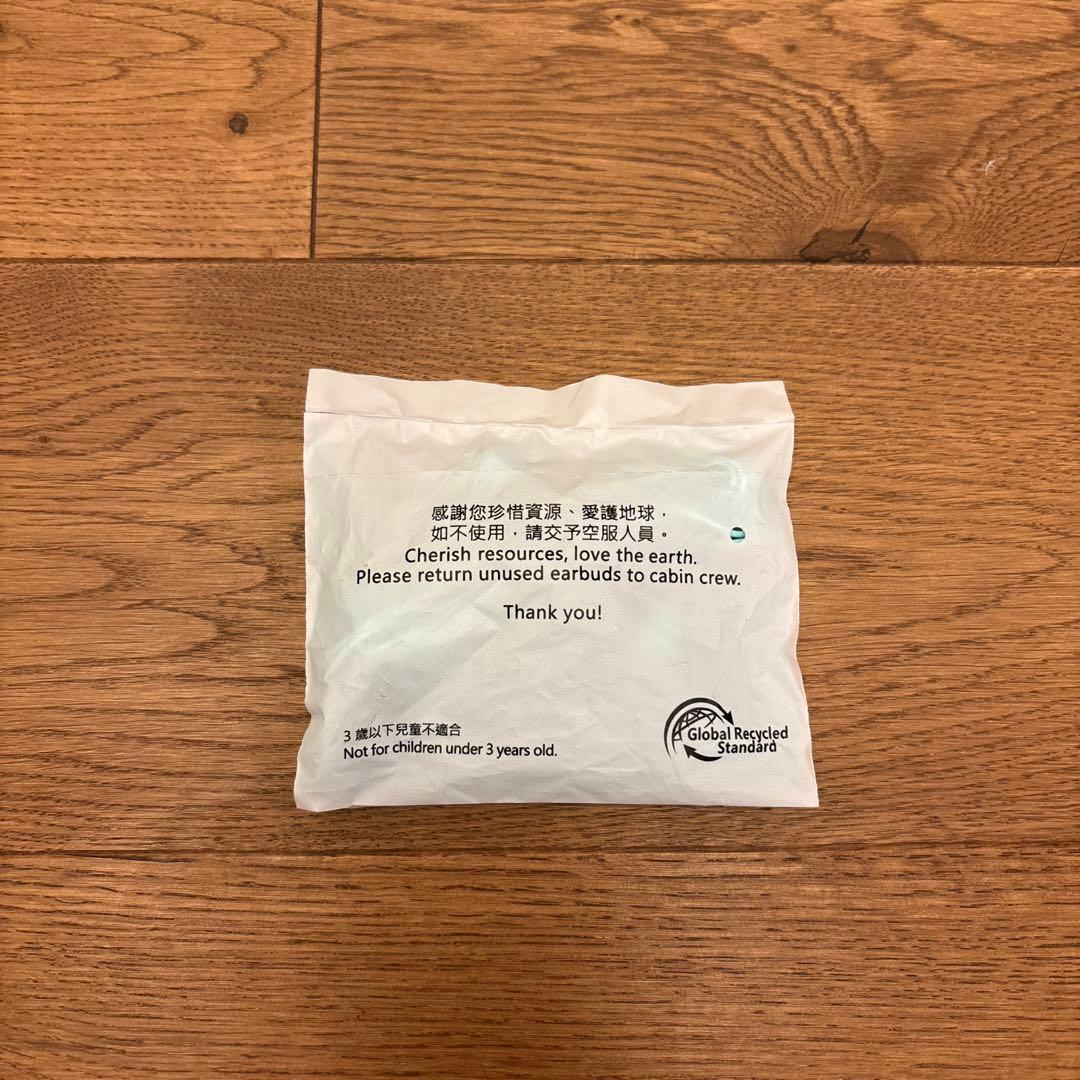 感謝您珍惜資源、愛護地球，
如不使用，請交予空服人員。
Cherish resources, love the earth.
Please return unused earbuds to cabin crew.
Thank you!
3 歲以下兒童不適合
Not for children under 3 years old.
Global Recycled
Standard